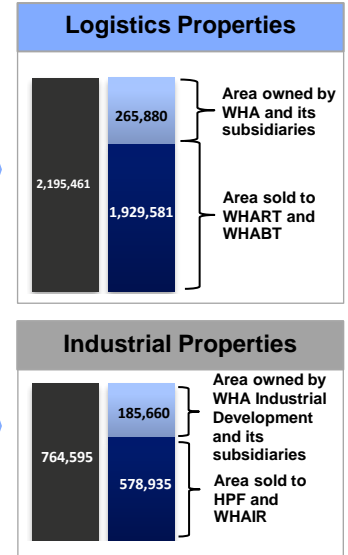 Logistics Properties
265,880
Area owned by
WHA and its
subsidiaries
2,195,461
1,929,581
Area sold to
WHART and
WHABT
Industrial Properties
185,660
Area owned by
WHA Industrial
Development
and its
subsidiaries
764,595
578,935
Area sold to
HPF and
WHAIR